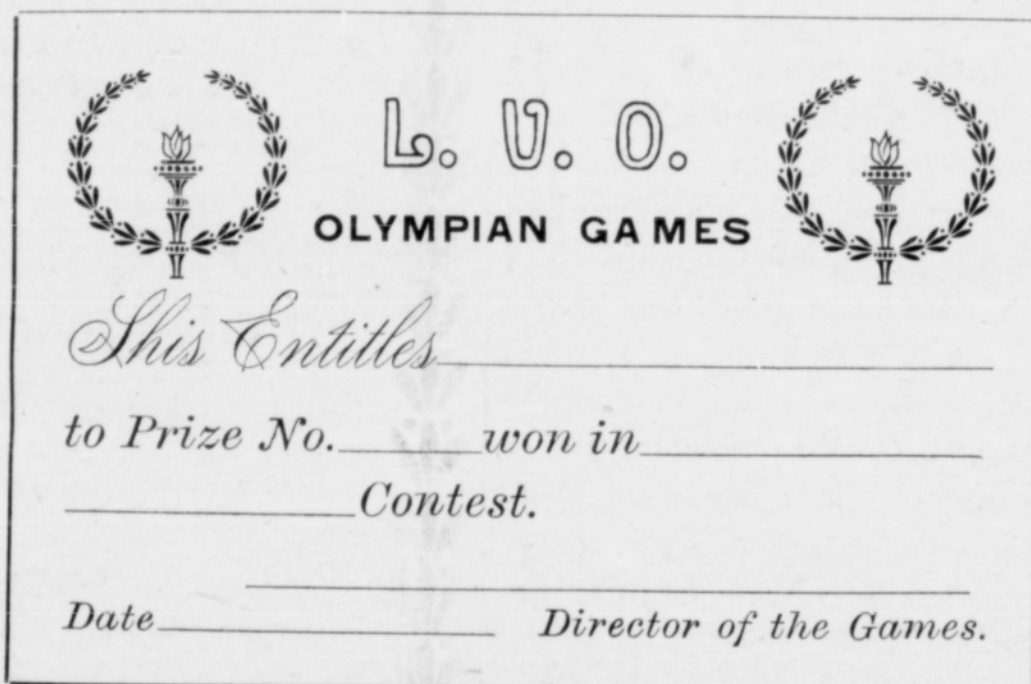 L. U. O.
OLYMPIAN GAMES
This Entitles
to Prize No. won in
Contest.
Date Director of the Games.